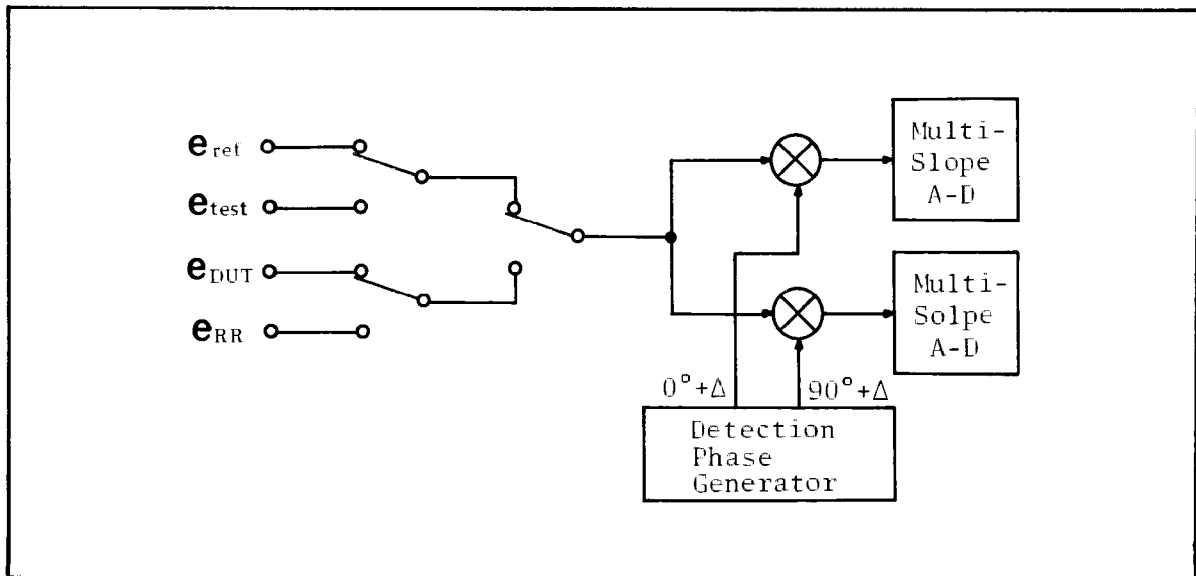 e ref
e test
e DUT
e RR
Multi-
Slope
A-D
Multi-
Solpe
A-D
0°+Δ
90°+Δ
Detection
Phase
Generator